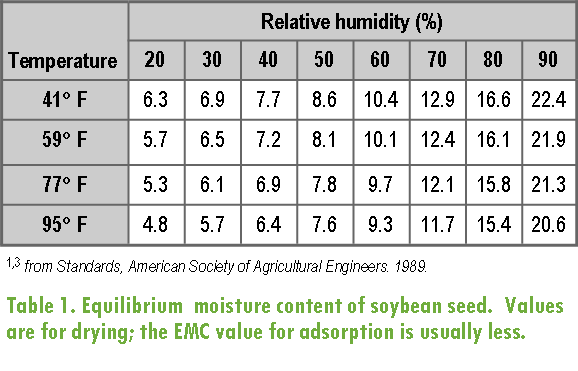 Relative humidity (%)
Temperature 20 30 40 50 60 70 80 90
41° F 6.3 6.9 7.7 8.6 10.4 12.9 16.6 22.4
59° F 5.7 6.5 7.2 8.1 10.1 12.4 16.1 21.9
77° F 5.3 6.1 6.9 7.8 9.7 12.1 15.8 21.3
95° F 4.8 5.7 6.4 7.6 9.3 11.7 15.4 20.6
1,3 from Standards, American Society of Agricultural Engineers. 1989.
Table 1. Equilibrium moisture content of soybean seed. Values
are for drying; the EMC value for adsorption is usually less.